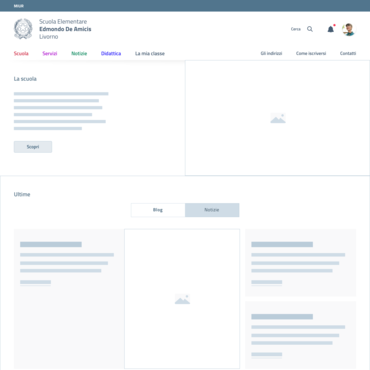 MIUR
Scuola Elementare
Edmondo De Amicis
Livorno
Cerca
Scuola Servizi Notizie Didattica La mia classe
Gli indirizzi Come iscriversi Contatti
La scuola
Scopri
Ultime
Blog Notizie